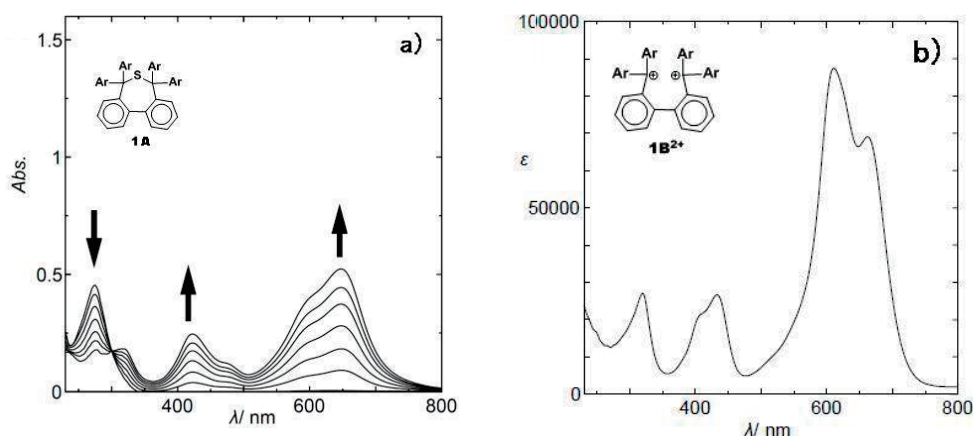 a)
1.5
1
0.5
0
Abs.
Ar Ar
Ar S Ar
1A
400 600 800
λ/ nm
b)
100000
50000
0
ε
Ar Ar
Ar ⊕ ⊕ Ar
1B2+
400 600 800
λ/ nm